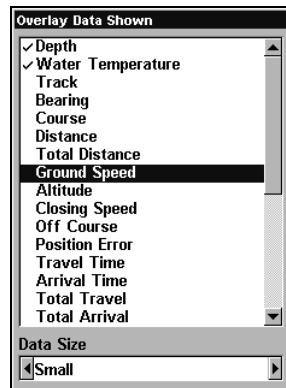 Overlay Data Shown
✓Depth
✓Water Temperature
Track
Bearing
Course
Distance
Total Distance
Ground Speed
Altitude
Closing Speed
Off Course
Position Error
Travel Time
Arrival Time
Total Travel
Total Arrival
Data Size
Small